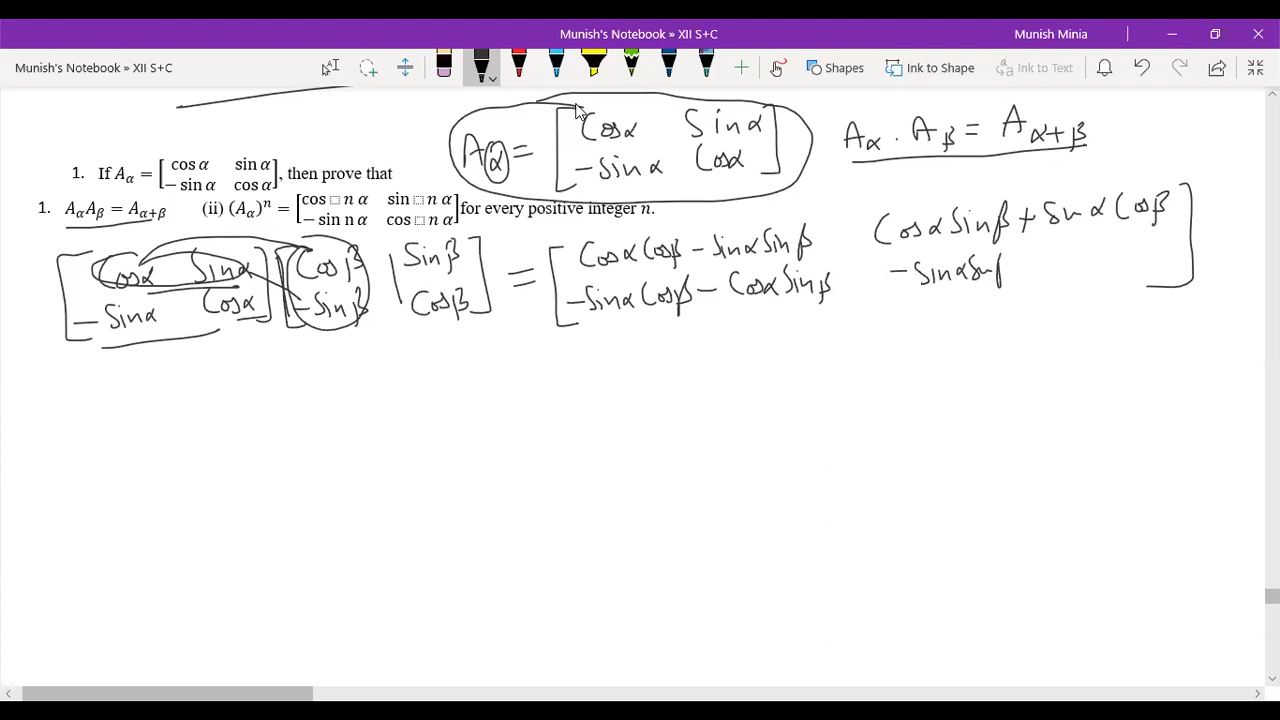 Munish's Notebook » XII S+C
Munish Minia
Munish's Notebook » XII S+C
Shapes
Ink to Shape
Ink to Text
Aα = [ Cosα Sinα
-Sinα Cosα ]
Aα . Aβ = Aα+β
1. If Aα = [ cos α sin α
− sin α cos α ], then prove that
1. AαAβ = Aα+β (ii) (Aα)ⁿ = [ cos □ n α sin □ n α
− sin n α cos □ n α ] for every positive integer n.
[ Cosα Sinα ] [ Cosβ Sinβ ] = [ Cosα Cosβ - Sinα Sinβ Cosα Sinβ + Sinα Cosβ
- Sinα Cosα - Sinβ Cosβ -Sinα Cosβ - Cosα Sinβ - Sinα Sinβ ]